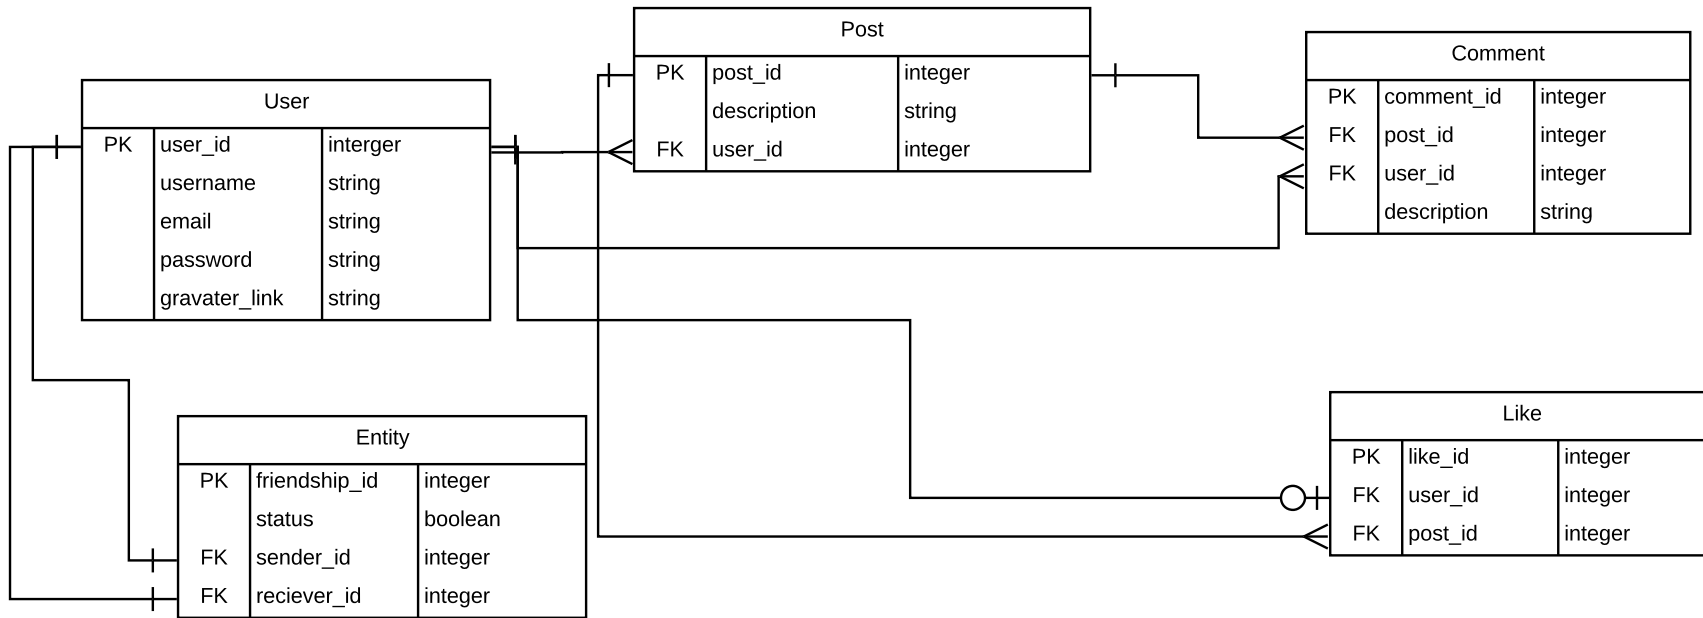 User
PK user_id interger
username string
email string
password string
gravater_link string
Post
PK post_id integer
description string
FK user_id integer
Comment
PK comment_id integer
FK post_id integer
FK user_id integer
description string
Entity
PK friendship_id integer
status boolean
FK sender_id integer
FK reciever_id integer
Like
PK like_id integer
FK user_id integer
FK post_id integer